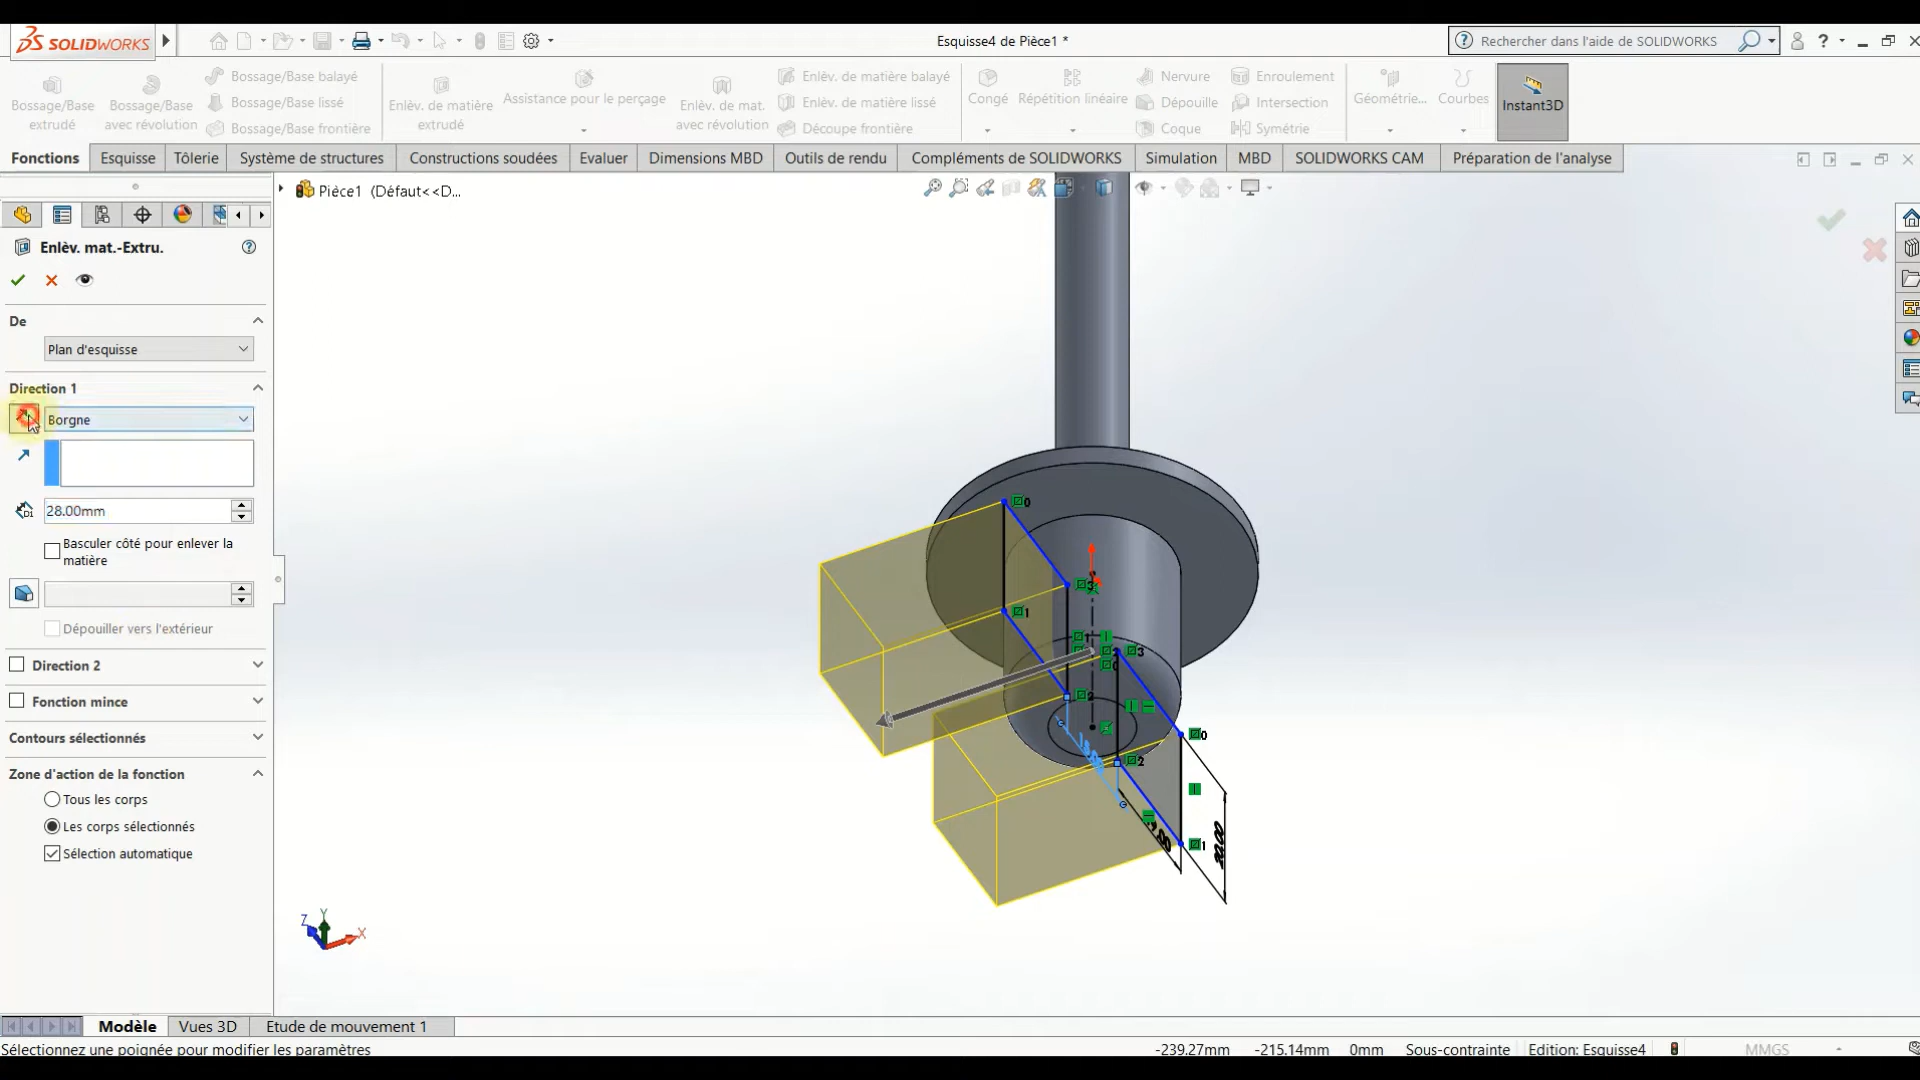 SOLIDWORKS
Esquisse4 de Pièce1 *
Rechercher dans l'aide de SOLIDWORKS
Bossage/Base extrudé
Bossage/Base avec révolution
Bossage/Base balayé
Bossage/Base lissé
Bossage/Base frontière
Enlèv. de matière extrudé
Assistance pour le perçage
Enlèv. de mat. avec révolution
Enlèv. de matière balayé
Enlèv. de matière lissé
Découpe frontière
Congé
Répétition linéaire
Nervure
Dépouille
Coque
Enroulement
Intersection
Symétrie
Géométrie...
Courbes
Instant3D
Fonctions
Esquisse
Tôlerie
Système de structures
Constructions soudées
Evaluer
Dimensions MBD
Outils de rendu
Compléments de SOLIDWORKS
Simulation
MBD
SOLIDWORKS CAM
Préparation de l'analyse
Pièce1 (Défaut<<D...
Enlèv. mat.-Extru.
De
Plan d'esquisse
Direction 1
Borgne
28.00mm
Basculer côté pour enlever la
matière
Dépouiller vers l'extérieur
Direction 2
Fonction mince
Contours sélectionnés
Zone d'action de la fonction
Tous les corps
Les corps sélectionnés
Sélection automatique
20.00
Z
Y
X
Modèle
Vues 3D
Etude de mouvement 1
Sélectionnez une poignée pour modifier les paramètres
-239.27mm
-215.14mm
0mm
Sous-contrainte
Edition: Esquisse4
MMGS